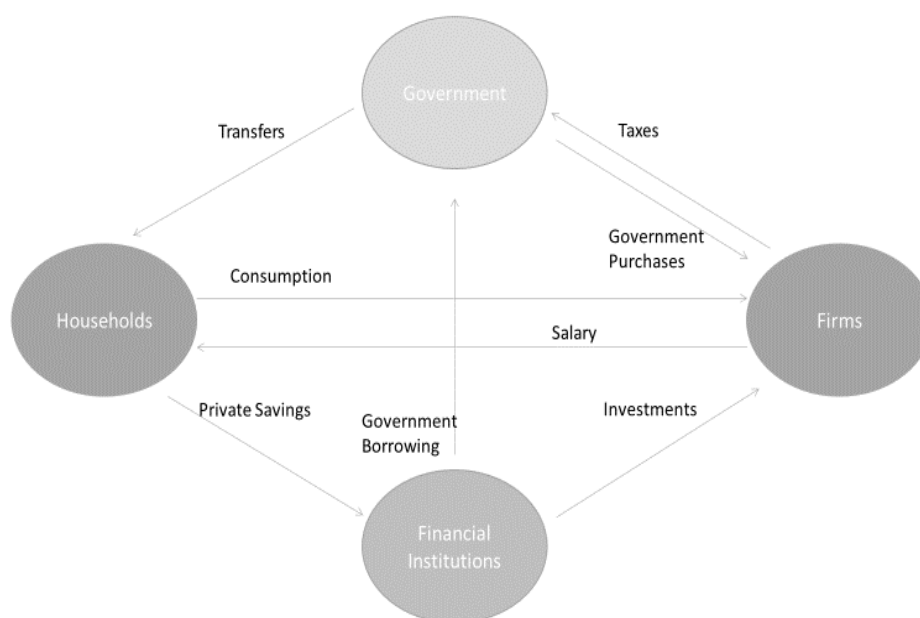 Government
Transfers
Taxes
Government
Purchases
Consumption
Households
Firms
Salary
Private Savings
Government
Borrowing
Investments
Financial
Institutions